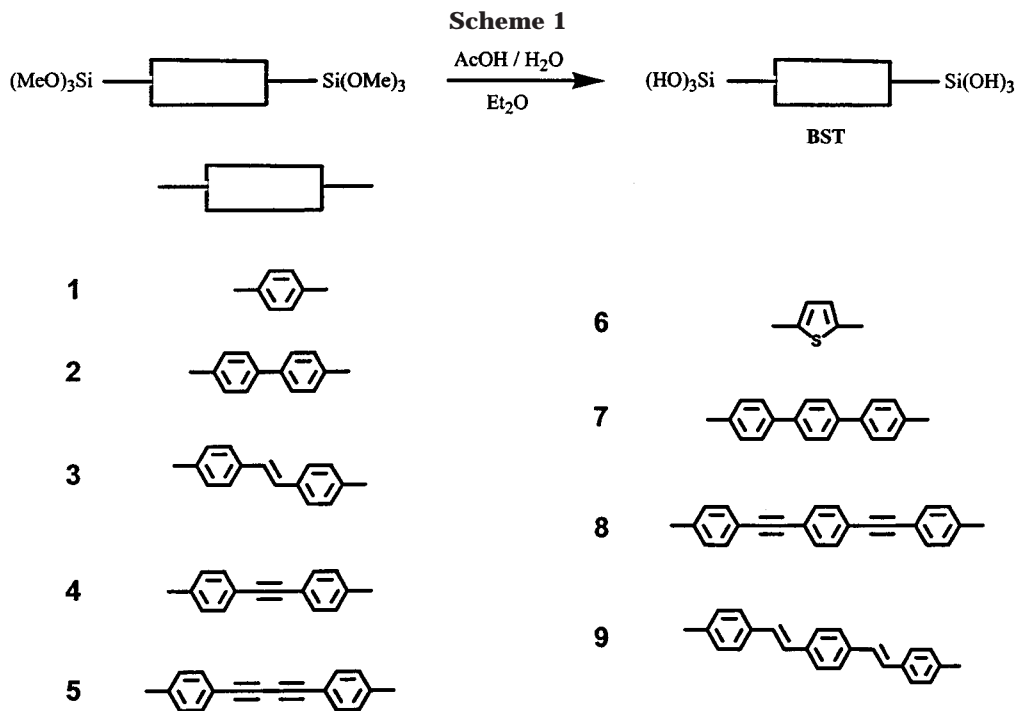 Scheme 1
(MeO)₃Si Si(OMe)₃ AcOH / H₂O Et₂O (HO)₃Si Si(OH)₃
BST
1
2
3
4
5
6
S
7
8
9